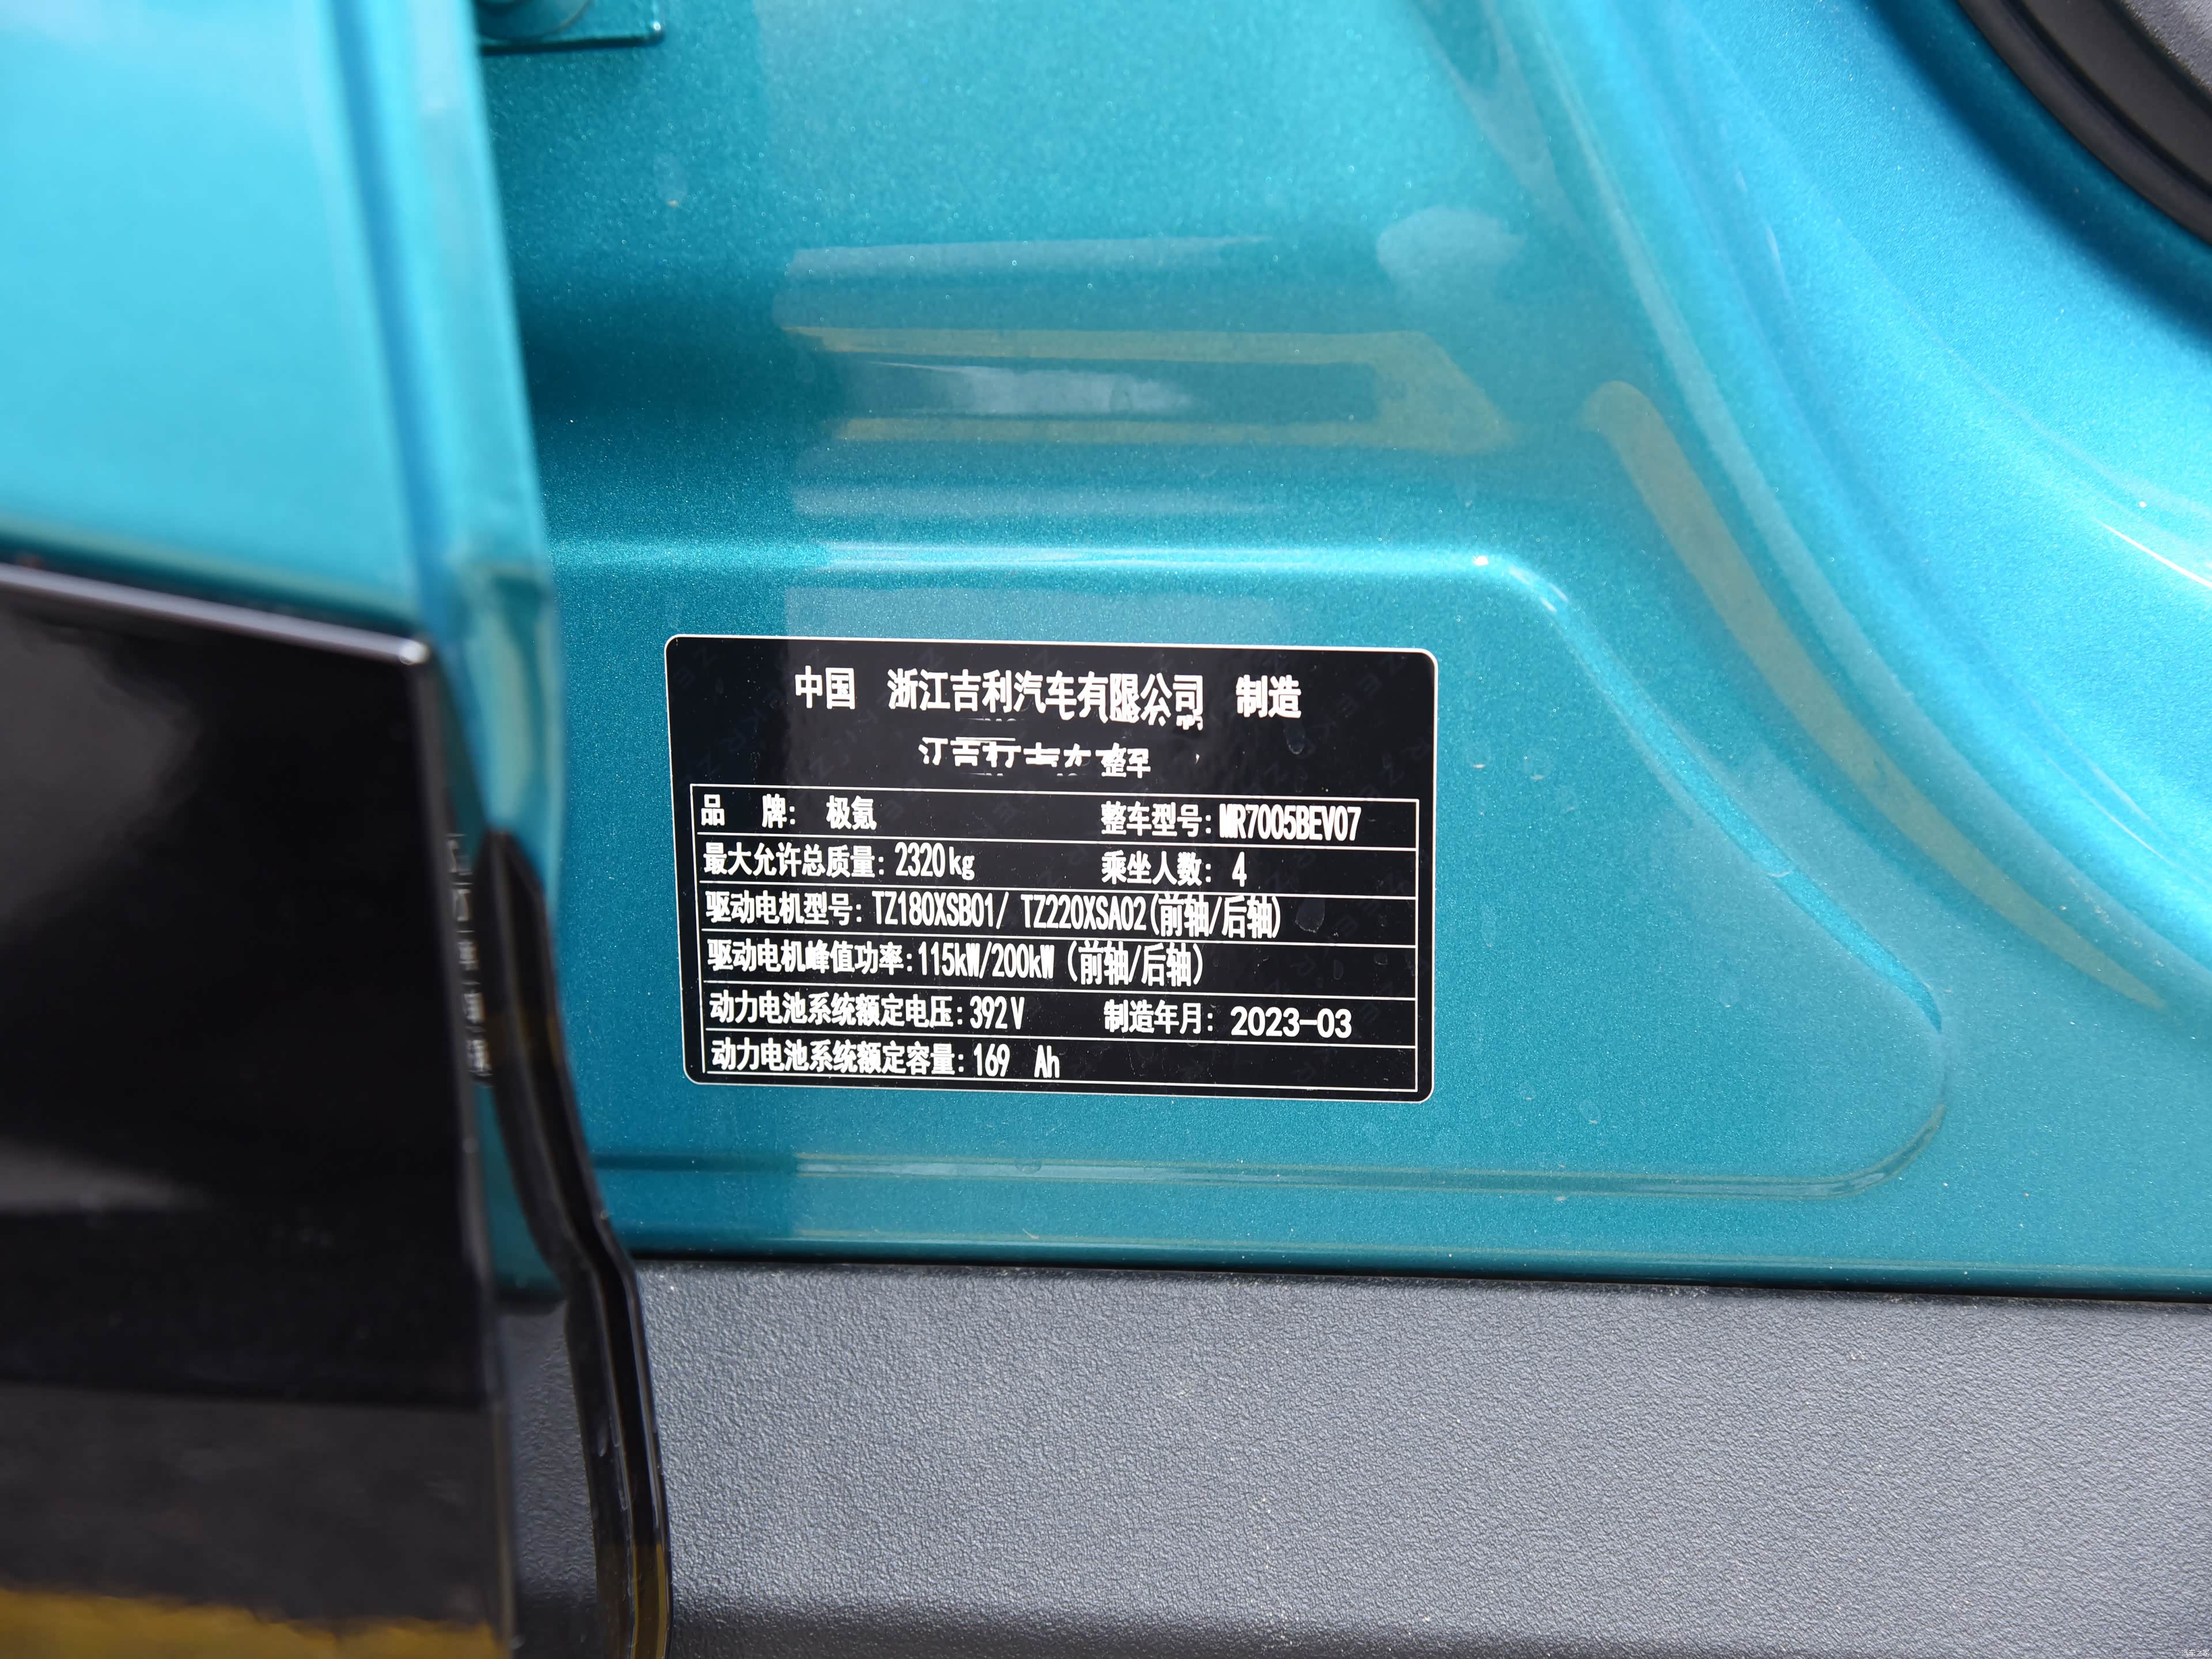 中国 浙江吉利汽车有限公司 制造
品 牌: 极氪 整车型号:MR7005BEV07
最大允许总质量: 2320kg 乘坐人数: 4
驱动电机型号: TZ180XSB01/ TZ220XSA02(前轴/后轴)
驱动电机峰值功率:115kW/200kW (前轴/后轴)
动力电池系统额定电压:392V 制造年月: 2023-03
动力电池系统额定容量:169 Ah